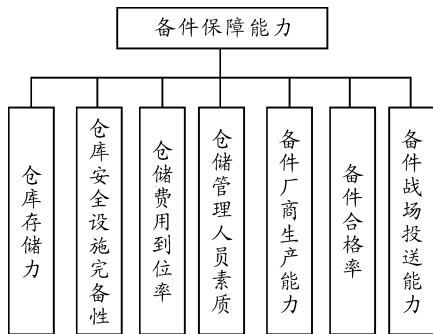 备件保障能力
仓库存储力
仓库安全设施完备性
仓储费用到位率
仓储管理人员素质
备件厂商生产能力
备件合格率
备件战场投送能力